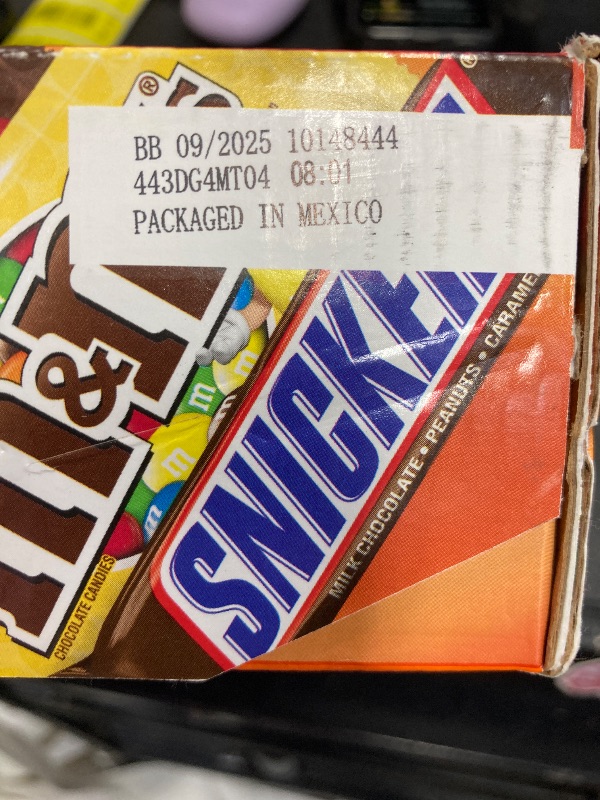 BB 09/2025 10148444
443DG4MT04 08:01
PACKAGED IN MEXICO
m&m's®
CHOCOLATE CANDIES
SNICKE
MILK CHOCOLATE • PEANUTS • CARAME
m
m
m
m